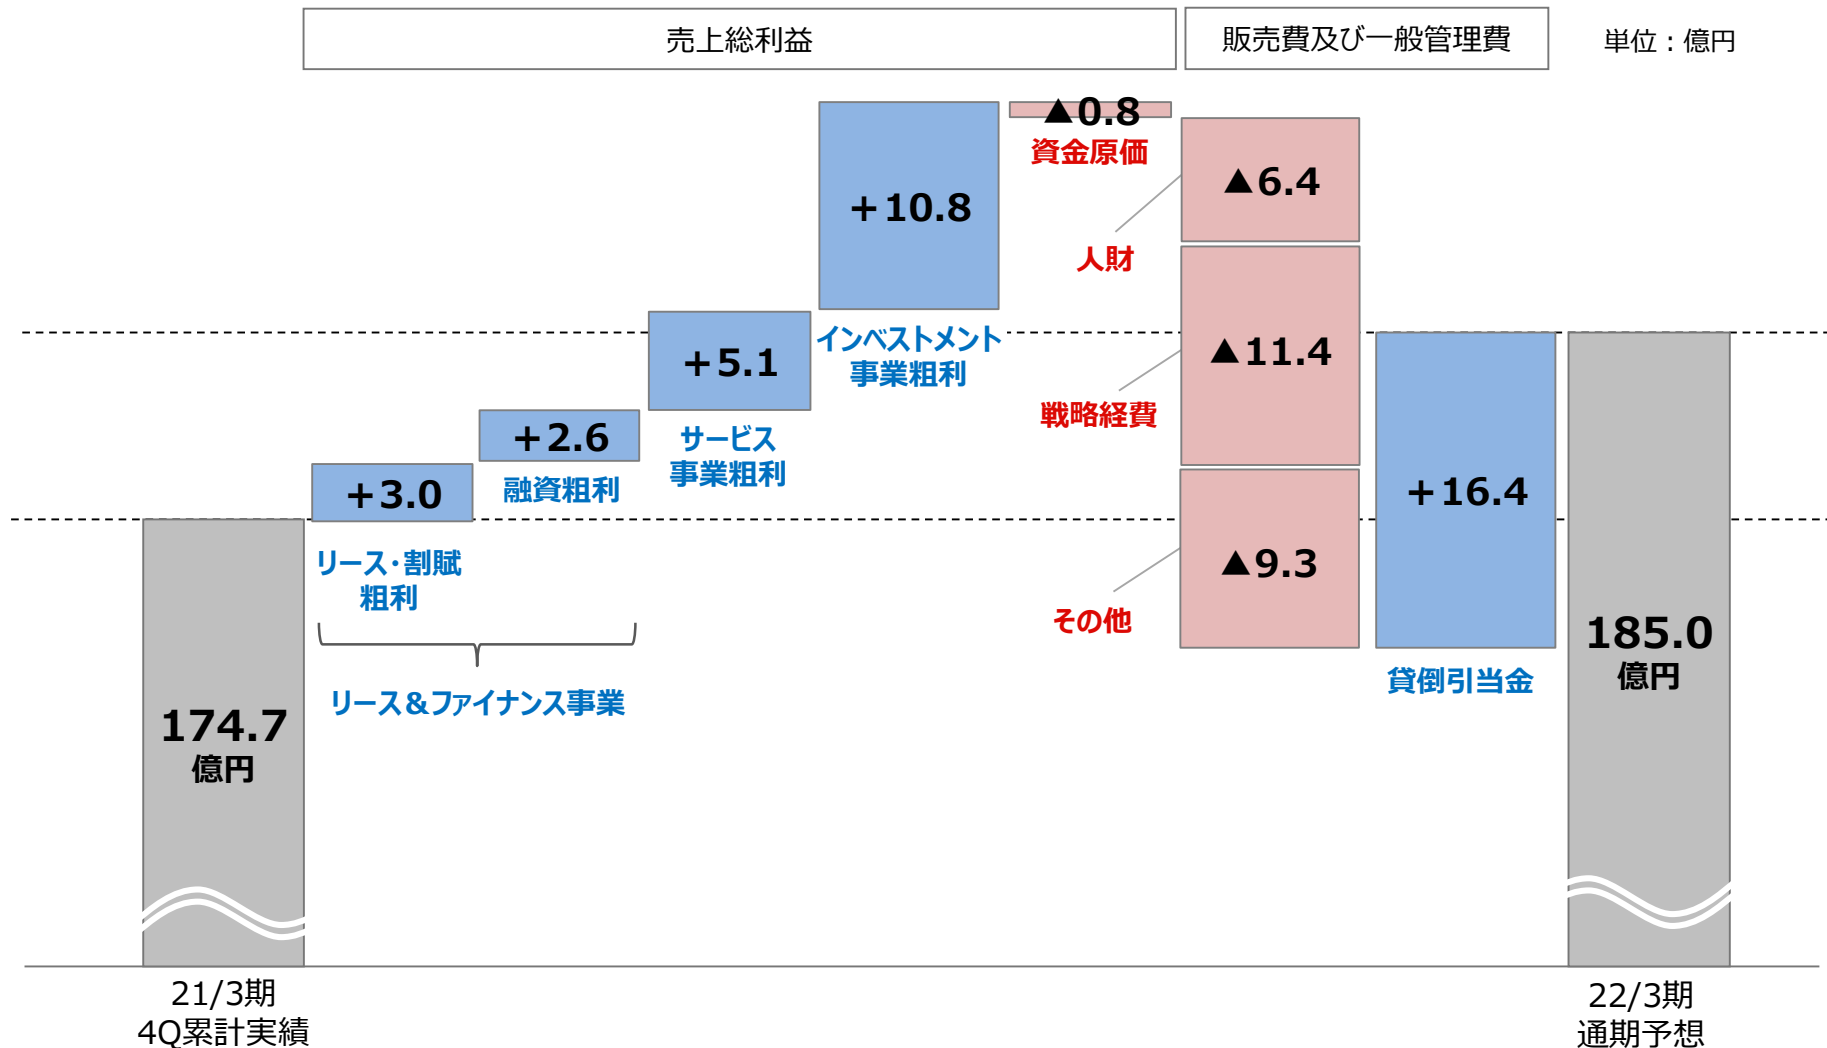 売上総利益
販売費及び一般管理費
単位：億円
▲0.8
資金原価
+10.8
インベストメント
事業粗利
▲6.4
人財
+5.1
サービス
事業粗利
▲11.4
戦略経費
+2.6
融資粗利
+3.0
リース・割賦
粗利
リース&ファイナンス事業
▲9.3
その他
+16.4
貸倒引当金
174.7
億円
185.0
億円
21/3期
4Q累計実績
22/3期
通期予想